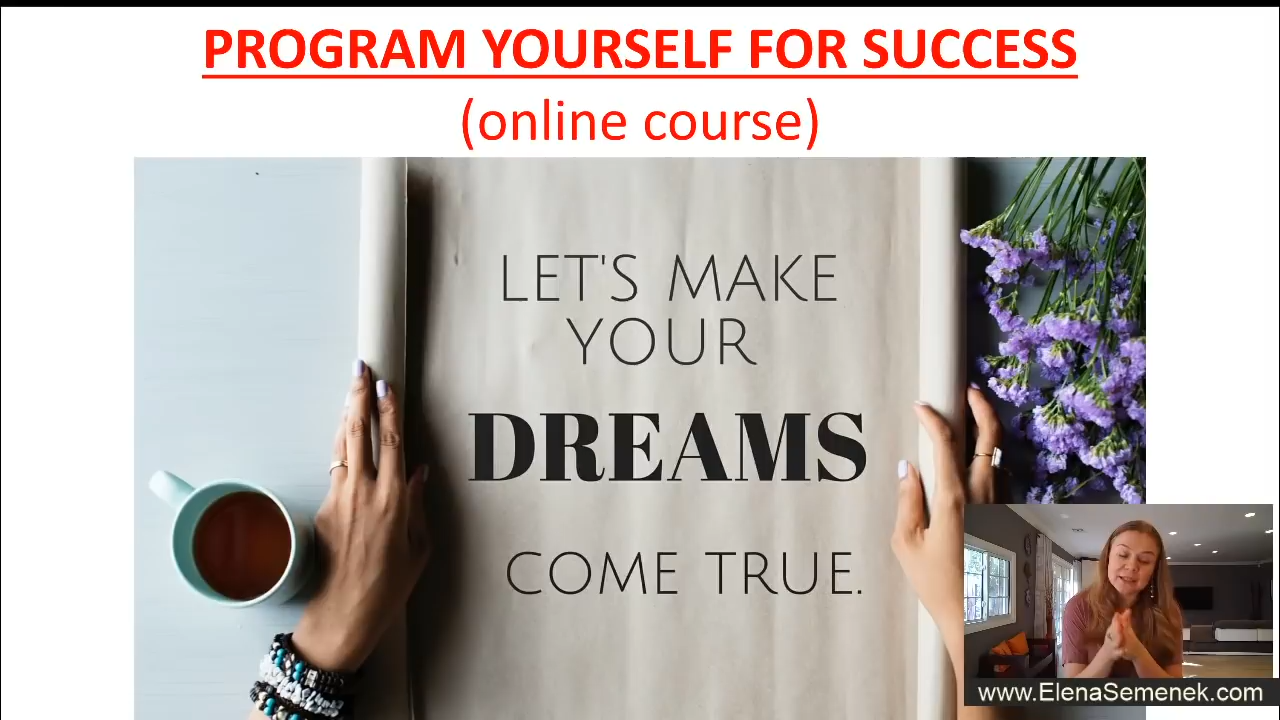 PROGRAM YOURSELF FOR SUCCESS
(online course)
LET'S MAKE
YOUR
DREAMS
COME TRUE.
www.ElenaSemenek.com